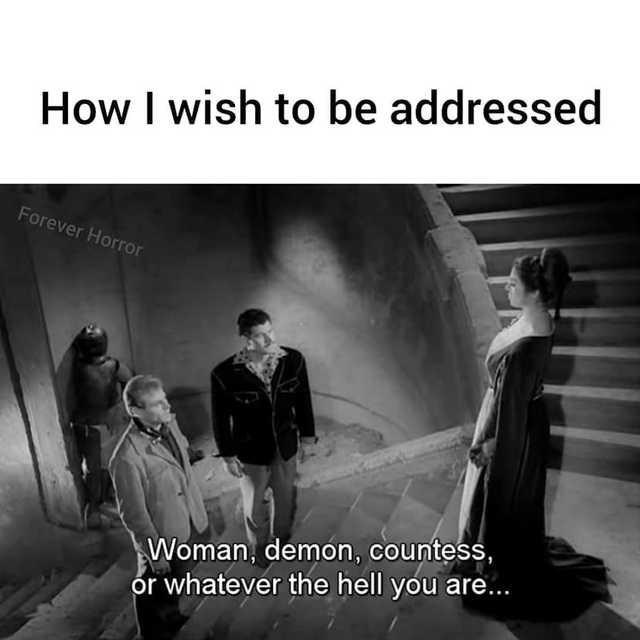 How I wish to be addressed
Forever Horror
Woman, demon, countess,
or whatever the hell you are...